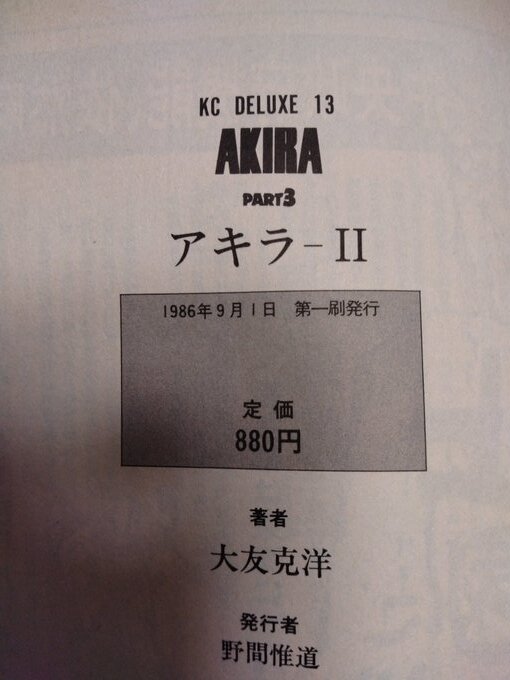 KC DELUXE 13
AKIRA
PART3
アキラ－II
1986年9月1日　第一刷発行
定価
880円
著者
大友克洋
発行者
野間惟道